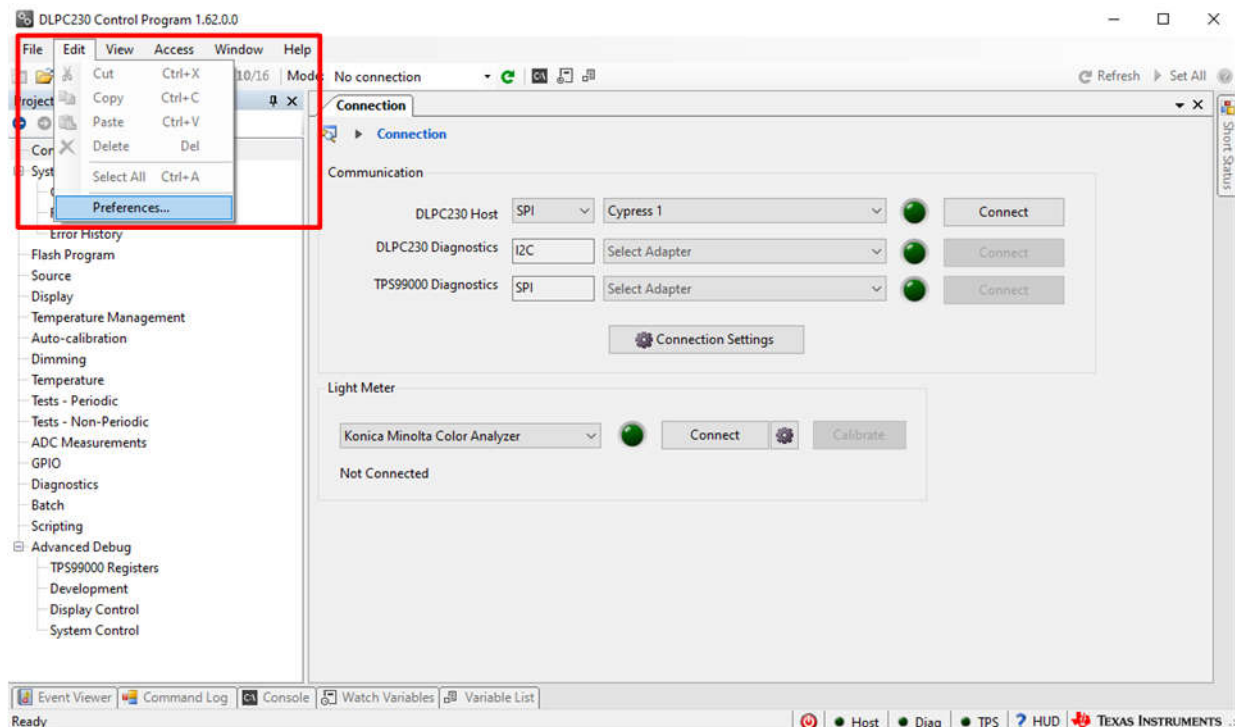 DLPC230 Control Program 1.62.0.0
File Edit View Access Window Help
10/16 Mode: No connection Refresh Set All
Cut Ctrl+X
Copy Ctrl+C
Paste Ctrl+V
Delete Del
Select All Ctrl+A
Preferences...
Project
Con
Syst
Error History
Flash Program
Source
Display
Temperature Management
Auto-calibration
Dimming
Temperature
Tests - Periodic
Tests - Non-Periodic
ADC Measurements
GPIO
Diagnostics
Batch
Scripting
Advanced Debug
TPS99000 Registers
Development
Display Control
System Control
Connection
Connection
Communication
DLPC230 Host SPI Cypress 1 Connect
DLPC230 Diagnostics I2C Select Adapter Connect
TPS99000 Diagnostics SPI Select Adapter Connect
Connection Settings
Light Meter
Konica Minolta Color Analyzer Connect Calibrate
Not Connected
Short Status
Event Viewer Command Log Console Watch Variables Variable List
Ready Host Diag TPS ? HUD TEXAS INSTRUMENTS